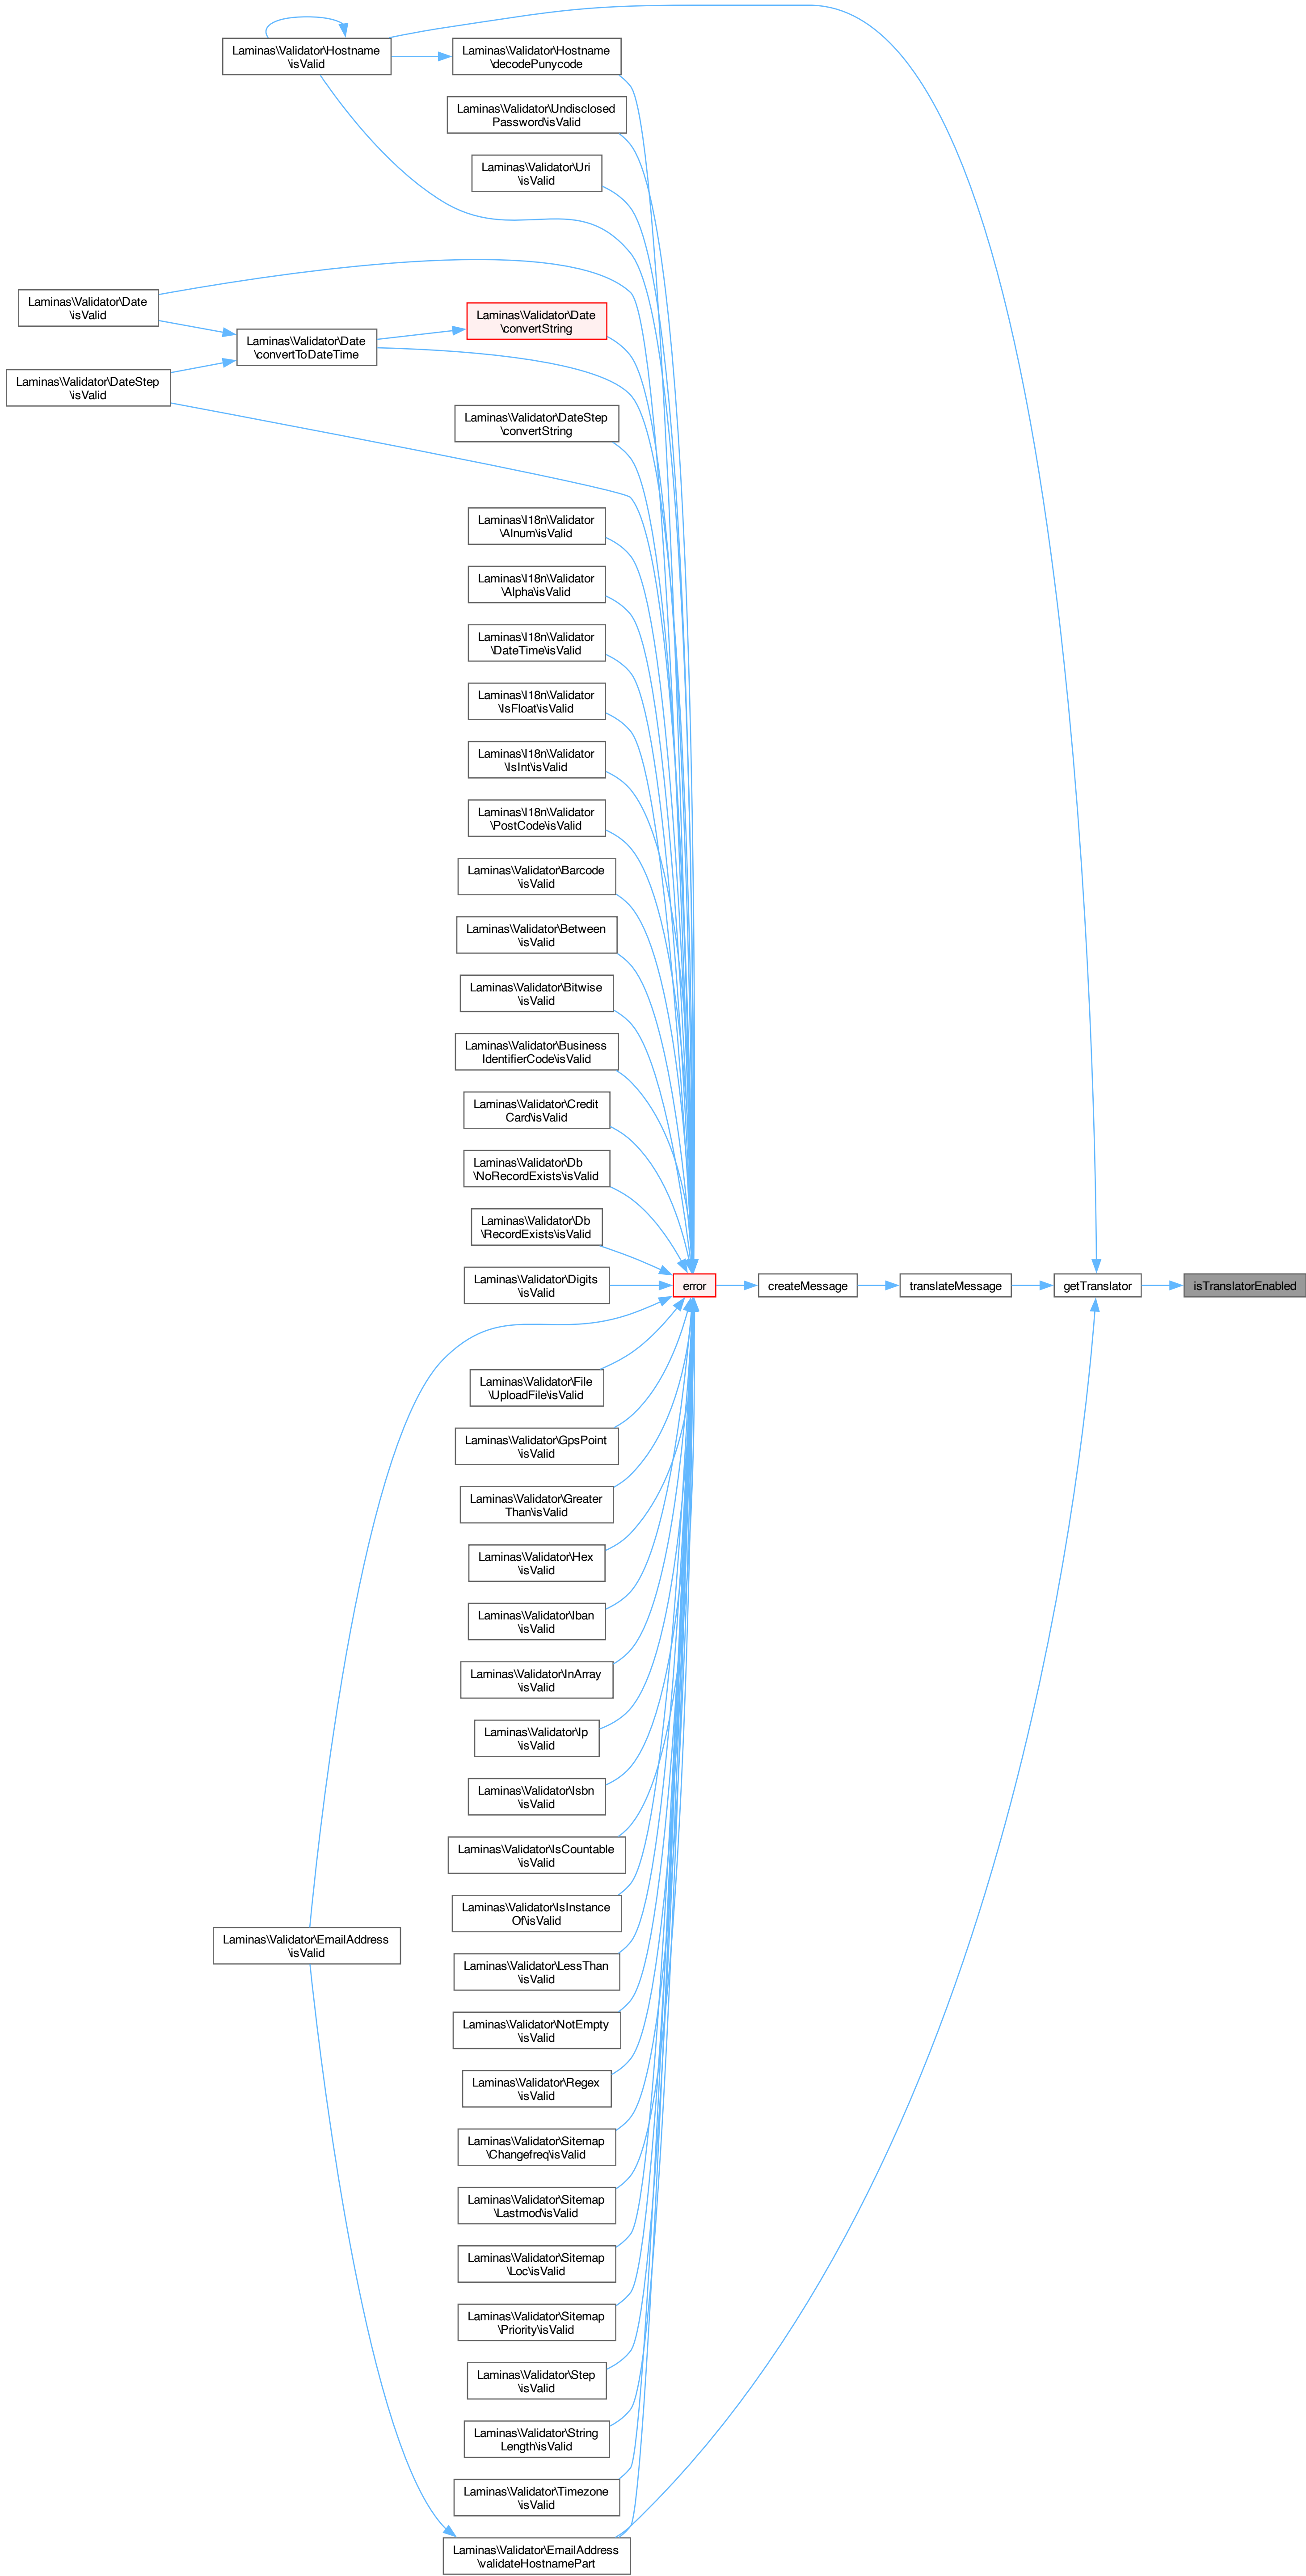 Laminas\Validator\Hostname
\isValid
Laminas\Validator\Hostname
\decodePunycode
Laminas\Validator\Undisclosed
Password\isValid
Laminas\Validator\Uri
\isValid
Laminas\Validator\Date
\isValid
Laminas\Validator\Date
\convertString
Laminas\Validator\Date
\convertToDateTime
Laminas\Validator\DateStep
\isValid
Laminas\Validator\DateStep
\convertString
Laminas\I18n\Validator
\Alnum\isValid
Laminas\I18n\Validator
\Alpha\isValid
Laminas\I18n\Validator
\DateTime\isValid
Laminas\I18n\Validator
\IsFloat\isValid
Laminas\I18n\Validator
\IsInt\isValid
Laminas\I18n\Validator
\PostCode\isValid
Laminas\Validator\Barcode
\isValid
Laminas\Validator\Between
\isValid
Laminas\Validator\Bitwise
\isValid
Laminas\Validator\Business
IdentifierCode\isValid
Laminas\Validator\Credit
Card\isValid
Laminas\Validator\Db
\NoRecordExists\isValid
Laminas\Validator\Db
\RecordExists\isValid
Laminas\Validator\Digits
\isValid
error
createMessage
translateMessage
getTranslator
isTranslatorEnabled
Laminas\Validator\File
\UploadFile\isValid
Laminas\Validator\GpsPoint
\isValid
Laminas\Validator\Greater
Than\isValid
Laminas\Validator\Hex
\isValid
Laminas\Validator\Iban
\isValid
Laminas\Validator\InArray
\isValid
Laminas\Validator\Ip
\isValid
Laminas\Validator\Isbn
\isValid
Laminas\Validator\IsCountable
\isValid
Laminas\Validator\IsInstance
Of\isValid
Laminas\Validator\EmailAddress
\isValid
Laminas\Validator\LessThan
\isValid
Laminas\Validator\NotEmpty
\isValid
Laminas\Validator\Regex
\isValid
Laminas\Validator\Sitemap
\Changefreq\isValid
Laminas\Validator\Sitemap
\Lastmod\isValid
Laminas\Validator\Sitemap
\Loc\isValid
Laminas\Validator\Sitemap
\Priority\isValid
Laminas\Validator\Step
\isValid
Laminas\Validator\String
Length\isValid
Laminas\Validator\Timezone
\isValid
Laminas\Validator\EmailAddress
\validateHostnamePart